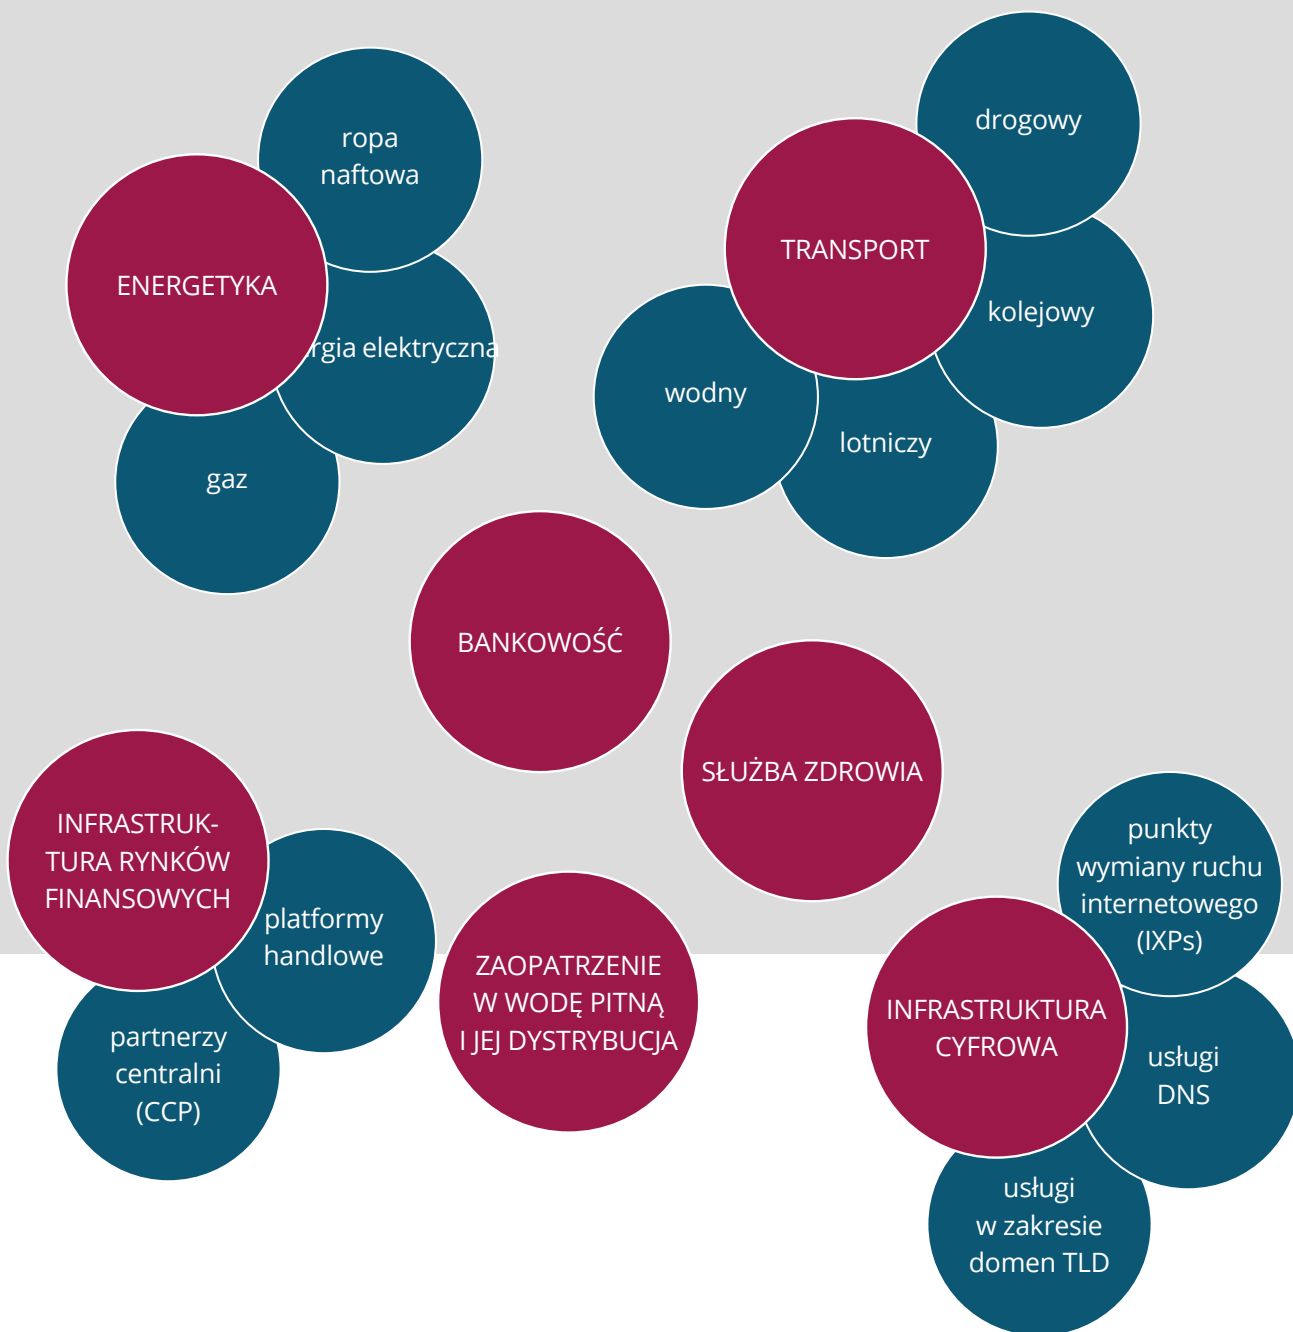 ropa
naftowa
ENERGETYKA
rgia elektryczna
gaz
drogowy
TRANSPORT
kolejowy
wodny
lotniczy
BANKOWOŚĆ
SŁUŻBA ZDROWIA
INFRASTRUK-
TURA RYNKÓW
FINANSOWYCH
platformy
handlowe
partnerzy
centralni
(CCP)
ZAOPATRZENIE
W WODĘ PITNĄ
I JEJ DYSTRYBUCJA
punkty
wymiany ruchu
internetowego
(IXPs)
INFRASTRUKTURA
CYFROWA
usługi
DNS
usługi
w zakresie
domen TLD